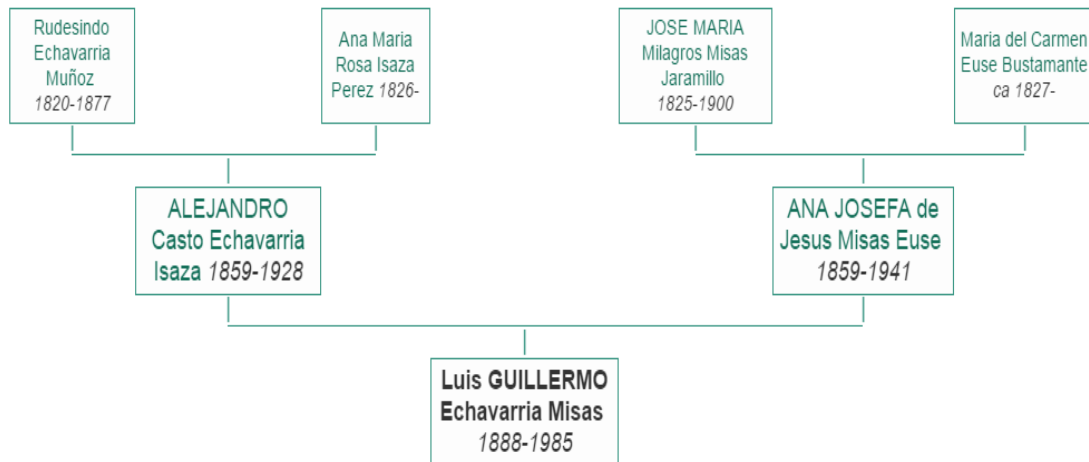 Rudesindo
Echavarria
Muñoz
1820-1877
Ana Maria
Rosa Isaza
Perez 1826-
JOSE MARIA
Milagros Misas
Jaramillo
1825-1900
Maria del Carmen
Euse Bustamante
ca 1827-
ALEJANDRO
Casto Echavarria
Isaza 1859-1928
ANA JOSEFA de
Jesus Misas Euse
1859-1941
Luis GUILLERMO
Echavarria Misas
1888-1985